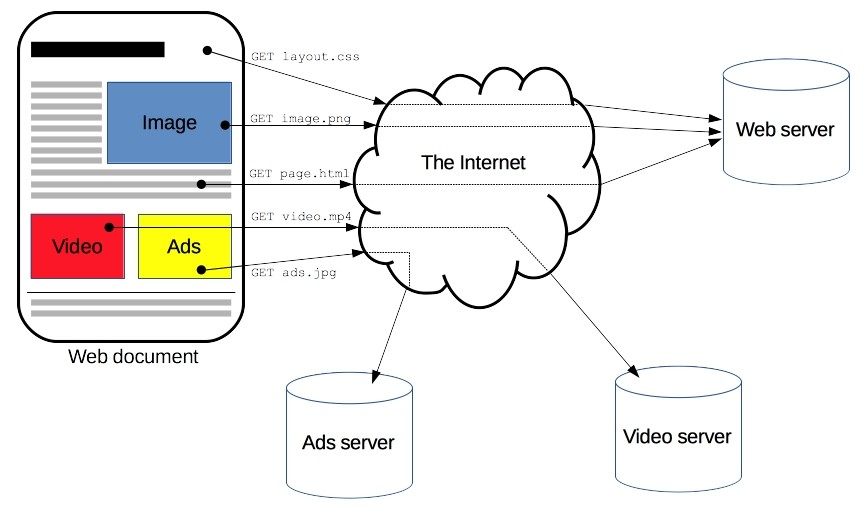 GET layout.css
Image
GET image.png
The Internet
Web server
GET page.html
Video
Ads
GET video.mp4
GET ads.jpg
Web document
Ads server
Video server